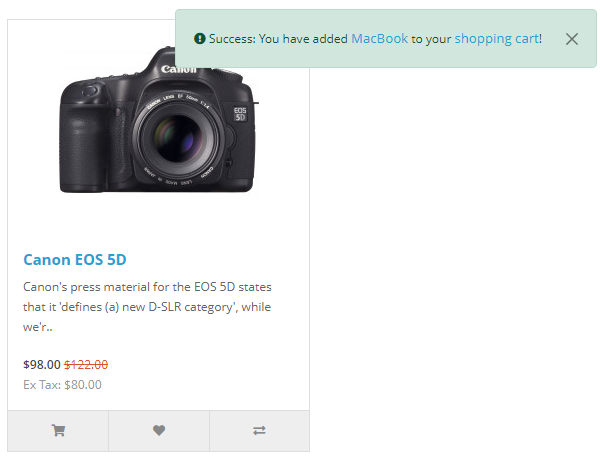 Success: You have added MacBook to your shopping cart!
Canon
EOS
5D
Canon EOS 5D
Canon's press material for the EOS 5D states
that it 'defines (a) new D-SLR category', while
we'r..
$98.00 $122.00
Ex Tax: $80.00